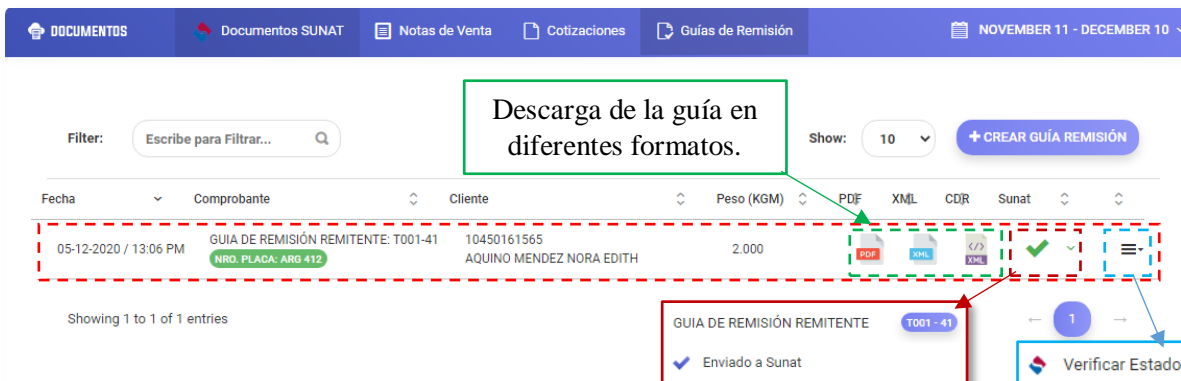 DOCUMENTOS
Documentos SUNAT
Notas de Venta
Cotizaciones
Guías de Remisión
NOVEMBER 11 - DECEMBER 10
Descarga de la guía en
diferentes formatos.
Filter:
Escribe para Filtrar...
Show:
10
+ CREAR GUÍA REMISIÓN
Fecha
Comprobante
Cliente
Peso (KGM)
PDF
XML
CDR
Sunat
05-12-2020 / 13:06 PM
GUIA DE REMISIÓN REMITENTE: T001-41
NRO. PLACA: ARG 412
10450161565
AQUINO MENDEZ NORA EDITH
2.000
PDF
XML
</>
XML
Showing 1 to 1 of 1 entries
← 1 →
GUIA DE REMISIÓN REMITENTE
T001 - 41
Enviado a Sunat
Verificar Estado